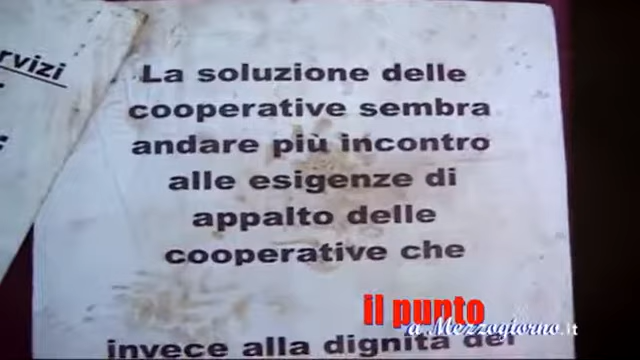 rvizi
La soluzione delle
cooperative sembra
andare più incontro
alle esigenze di
appalto delle
cooperative che
il punto
a Mezzogiorno.it
invece alla dignità dei